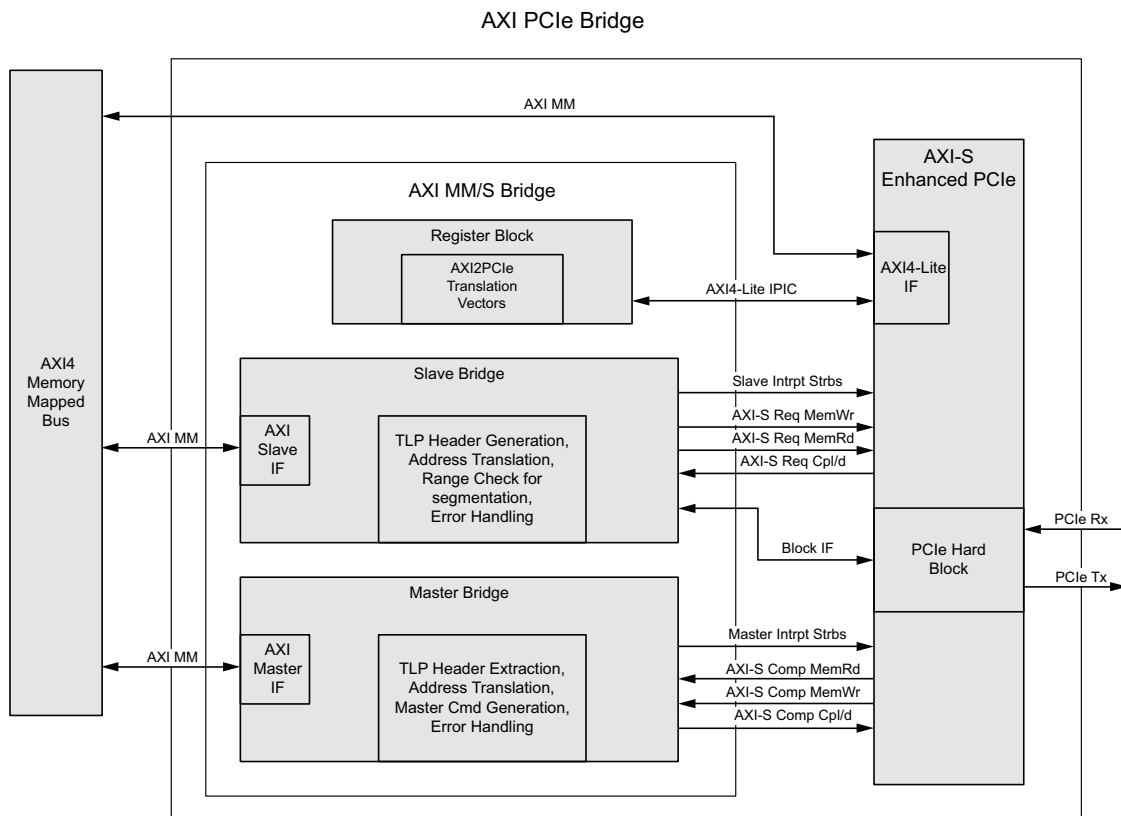 AXI PCIe Bridge
AXI MM
AXI-S
Enhanced PCIe
AXI MM/S Bridge
Register Block
AXI2PCIe
Translation
Vectors
AXI4-Lite
IF
AXI4-Lite IPIC
AXI4
Memory
Mapped
Bus
Slave Bridge
Slave Intrpt Strbs
AXI-S Req MemWr
AXI-S Req MemRd
AXI-S Req Cpl/d
AXI MM
AXI
Slave
IF
TLP Header Generation,
Address Translation,
Range Check for
segmentation,
Error Handling
Block IF
PCIe Hard
Block
PCIe Rx
PCIe Tx
Master Bridge
Master Intrpt Strbs
AXI-S Comp MemRd
AXI-S Comp MemWr
AXI-S Comp Cpl/d
AXI MM
AXI
Master
IF
TLP Header Extraction,
Address Translation,
Master Cmd Generation,
Error Handling